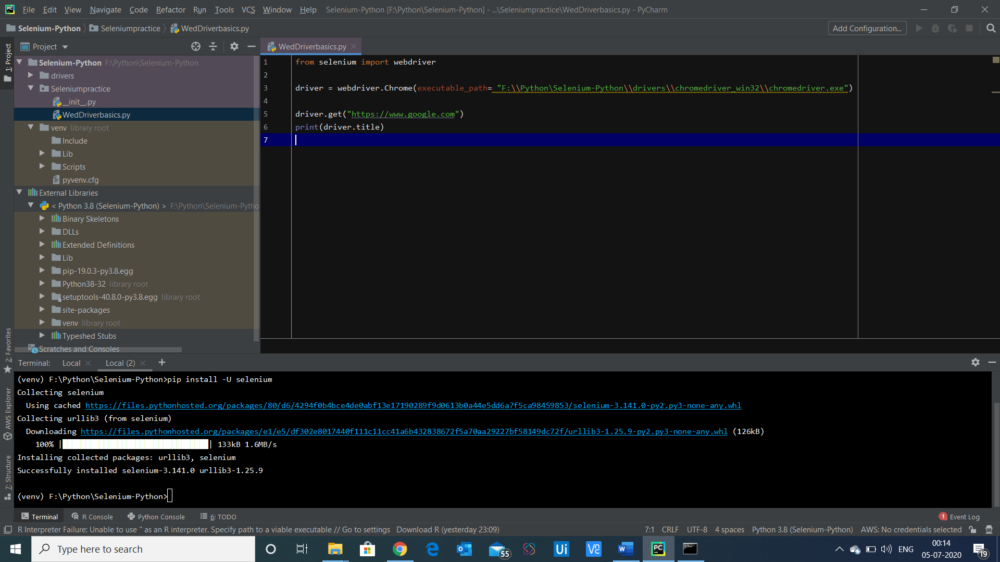 PC File Edit View Navigate Code Refactor Run Tools VCS Window Help Selenium-Python [F:\Python\Selenium-Python] - ...\Seleniumpractice\WedDriverbasics.py - PyCharm
Selenium-Python Seleniumpractice WedDriverbasics.py Add Configuration...
1: Project
Project
WedDriverbasics.py
Selenium-Python F:\Python\Selenium-Python
drivers
Seleniumpractice
__init__.py
WedDriverbasics.py
venv library root
Include
Lib
Scripts
pyvenv.cfg
External Libraries
< Python 3.8 (Selenium-Python) > F:\Python\Selenium-Pytho
Binary Skeletons
DLLs
Extended Definitions
Lib
pip-19.0.3-py3.8.egg
Python38-32 library root
setuptools-40.8.0-py3.8.egg library root
site-packages
venv library root
Typeshed Stubs
Scratches and Consoles
1 from selenium import webdriver
2
3 driver = webdriver.Chrome(executable_path= "F:\\Python\Selenium-Python\\drivers\\chromedriver_win32\\chromedriver.exe")
4
5 driver.get("https://www.google.com")
6 print(driver.title)
7
2: Favorites
AWS Explorer
7: Structure
Terminal: Local Local (2) +
(venv) F:\Python\Selenium-Python>pip install -U selenium
Collecting selenium
Using cached https://files.pythonhosted.org/packages/80/d6/4294f0b4bce4de0abf13e17190289f9d0613b0a44e5dd6a7f5ca98459853/selenium-3.141.0-py2.py3-none-any.whl
Collecting urllib3 (from selenium)
Downloading https://files.pythonhosted.org/packages/e1/e5/df302e8017440f111c11cc41a6b432838672f5a70aa29227bf58149dc72f/urllib3-1.25.9-py2.py3-none-any.whl (126kB)
100% | | 133kB 1.6MB/s
Installing collected packages: urllib3, selenium
Successfully installed selenium-3.141.0 urllib3-1.25.9
(venv) F:\Python\Selenium-Python>
Terminal R Console Python Console 6: TODO 1 Event Log
R Interpreter Failure: Unable to use '' as an R interpreter. Specify path to a viable executable // Go to settings Download R (yesterday 23:09) 7:1 CRLF UTF-8 4 spaces Python 3.8 (Selenium-Python) AWS: No credentials selected
Type here to search 55 Ui VE W PC ENG 00:14
05-07-2020 19